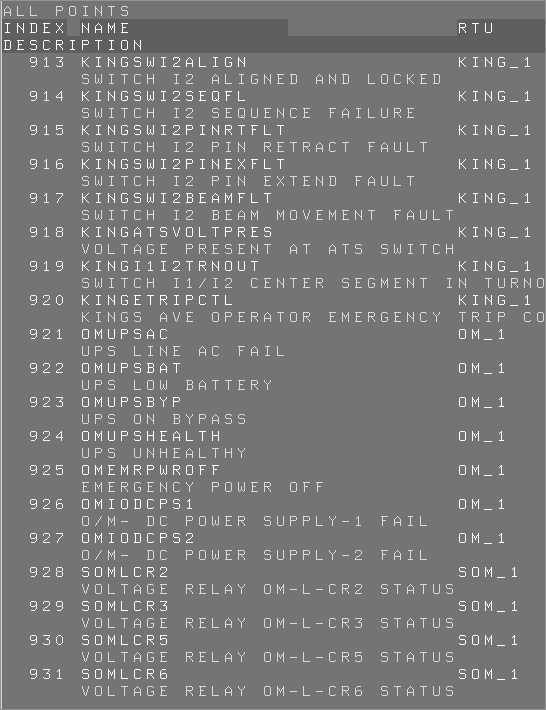 ALL POINTS
INDEX NAME RTU
DESCRIPTION
913 KINGSWI2ALIGN KING_1
SWITCH I2 ALIGNED AND LOCKED
914 KINGSWI2SEQFL KING_1
SWITCH I2 SEQUENCE FAILURE
915 KINGSWI2PINRTFLT KING_1
SWITCH I2 PIN RETRACT FAULT
916 KINGSWI2PINEXFLT KING_1
SWITCH I2 PIN EXTEND FAULT
917 KINGSWI2BEAMFLT KING_1
SWITCH I2 BEAM MOVEMENT FAULT
918 KINGATSVOLTPRES KING_1
VOLTAGE PRESENT AT ATS SWITCH
919 KINGI1I2TRNOUT KING_1
SWITCH I1/I2 CENTER SEGMENT IN TURNO
920 KINGETRIPCTL KING_1
KINGS AVE OPERATOR EMERGENCY TRIP CO
921 OMUPSAC OM_1
UPS LINE AC FAIL
922 OMUPSBAT OM_1
UPS LOW BATTERY
923 OMUPSBYP OM_1
UPS ON BYPASS
924 OMUPSHEALTH OM_1
UPS UNHEALTHY
925 OMEMRPWROFF OM_1
EMERGENCY POWER OFF
926 OMIODCPS1 OM_1
O/M- DC POWER SUPPLY-1 FAIL
927 OMIODCPS2 OM_1
O/M- DC POWER SUPPLY-2 FAIL
928 SOMLCR2 SOM_1
VOLTAGE RELAY OM-L-CR2 STATUS
929 SOMLCR3 SOM_1
VOLTAGE RELAY OM-L-CR3 STATUS
930 SOMLCR5 SOM_1
VOLTAGE RELAY OM-L-CR5 STATUS
931 SOMLCR6 SOM_1
VOLTAGE RELAY OM-L-CR6 STATUS